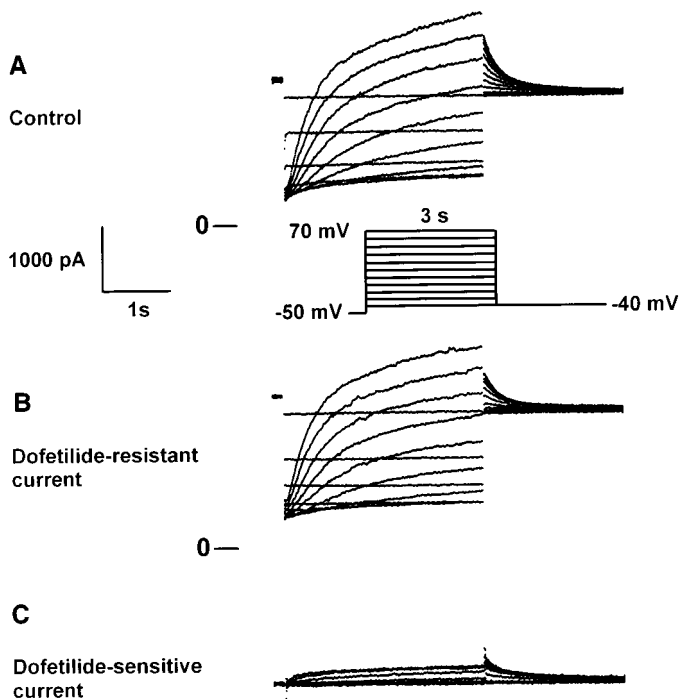 A
Control
0
1000 pA
1s
70 mV
3 s
-50 mV
-40 mV
B
Dofetilide-resistant
current
0
C
Dofetilide-sensitive
current